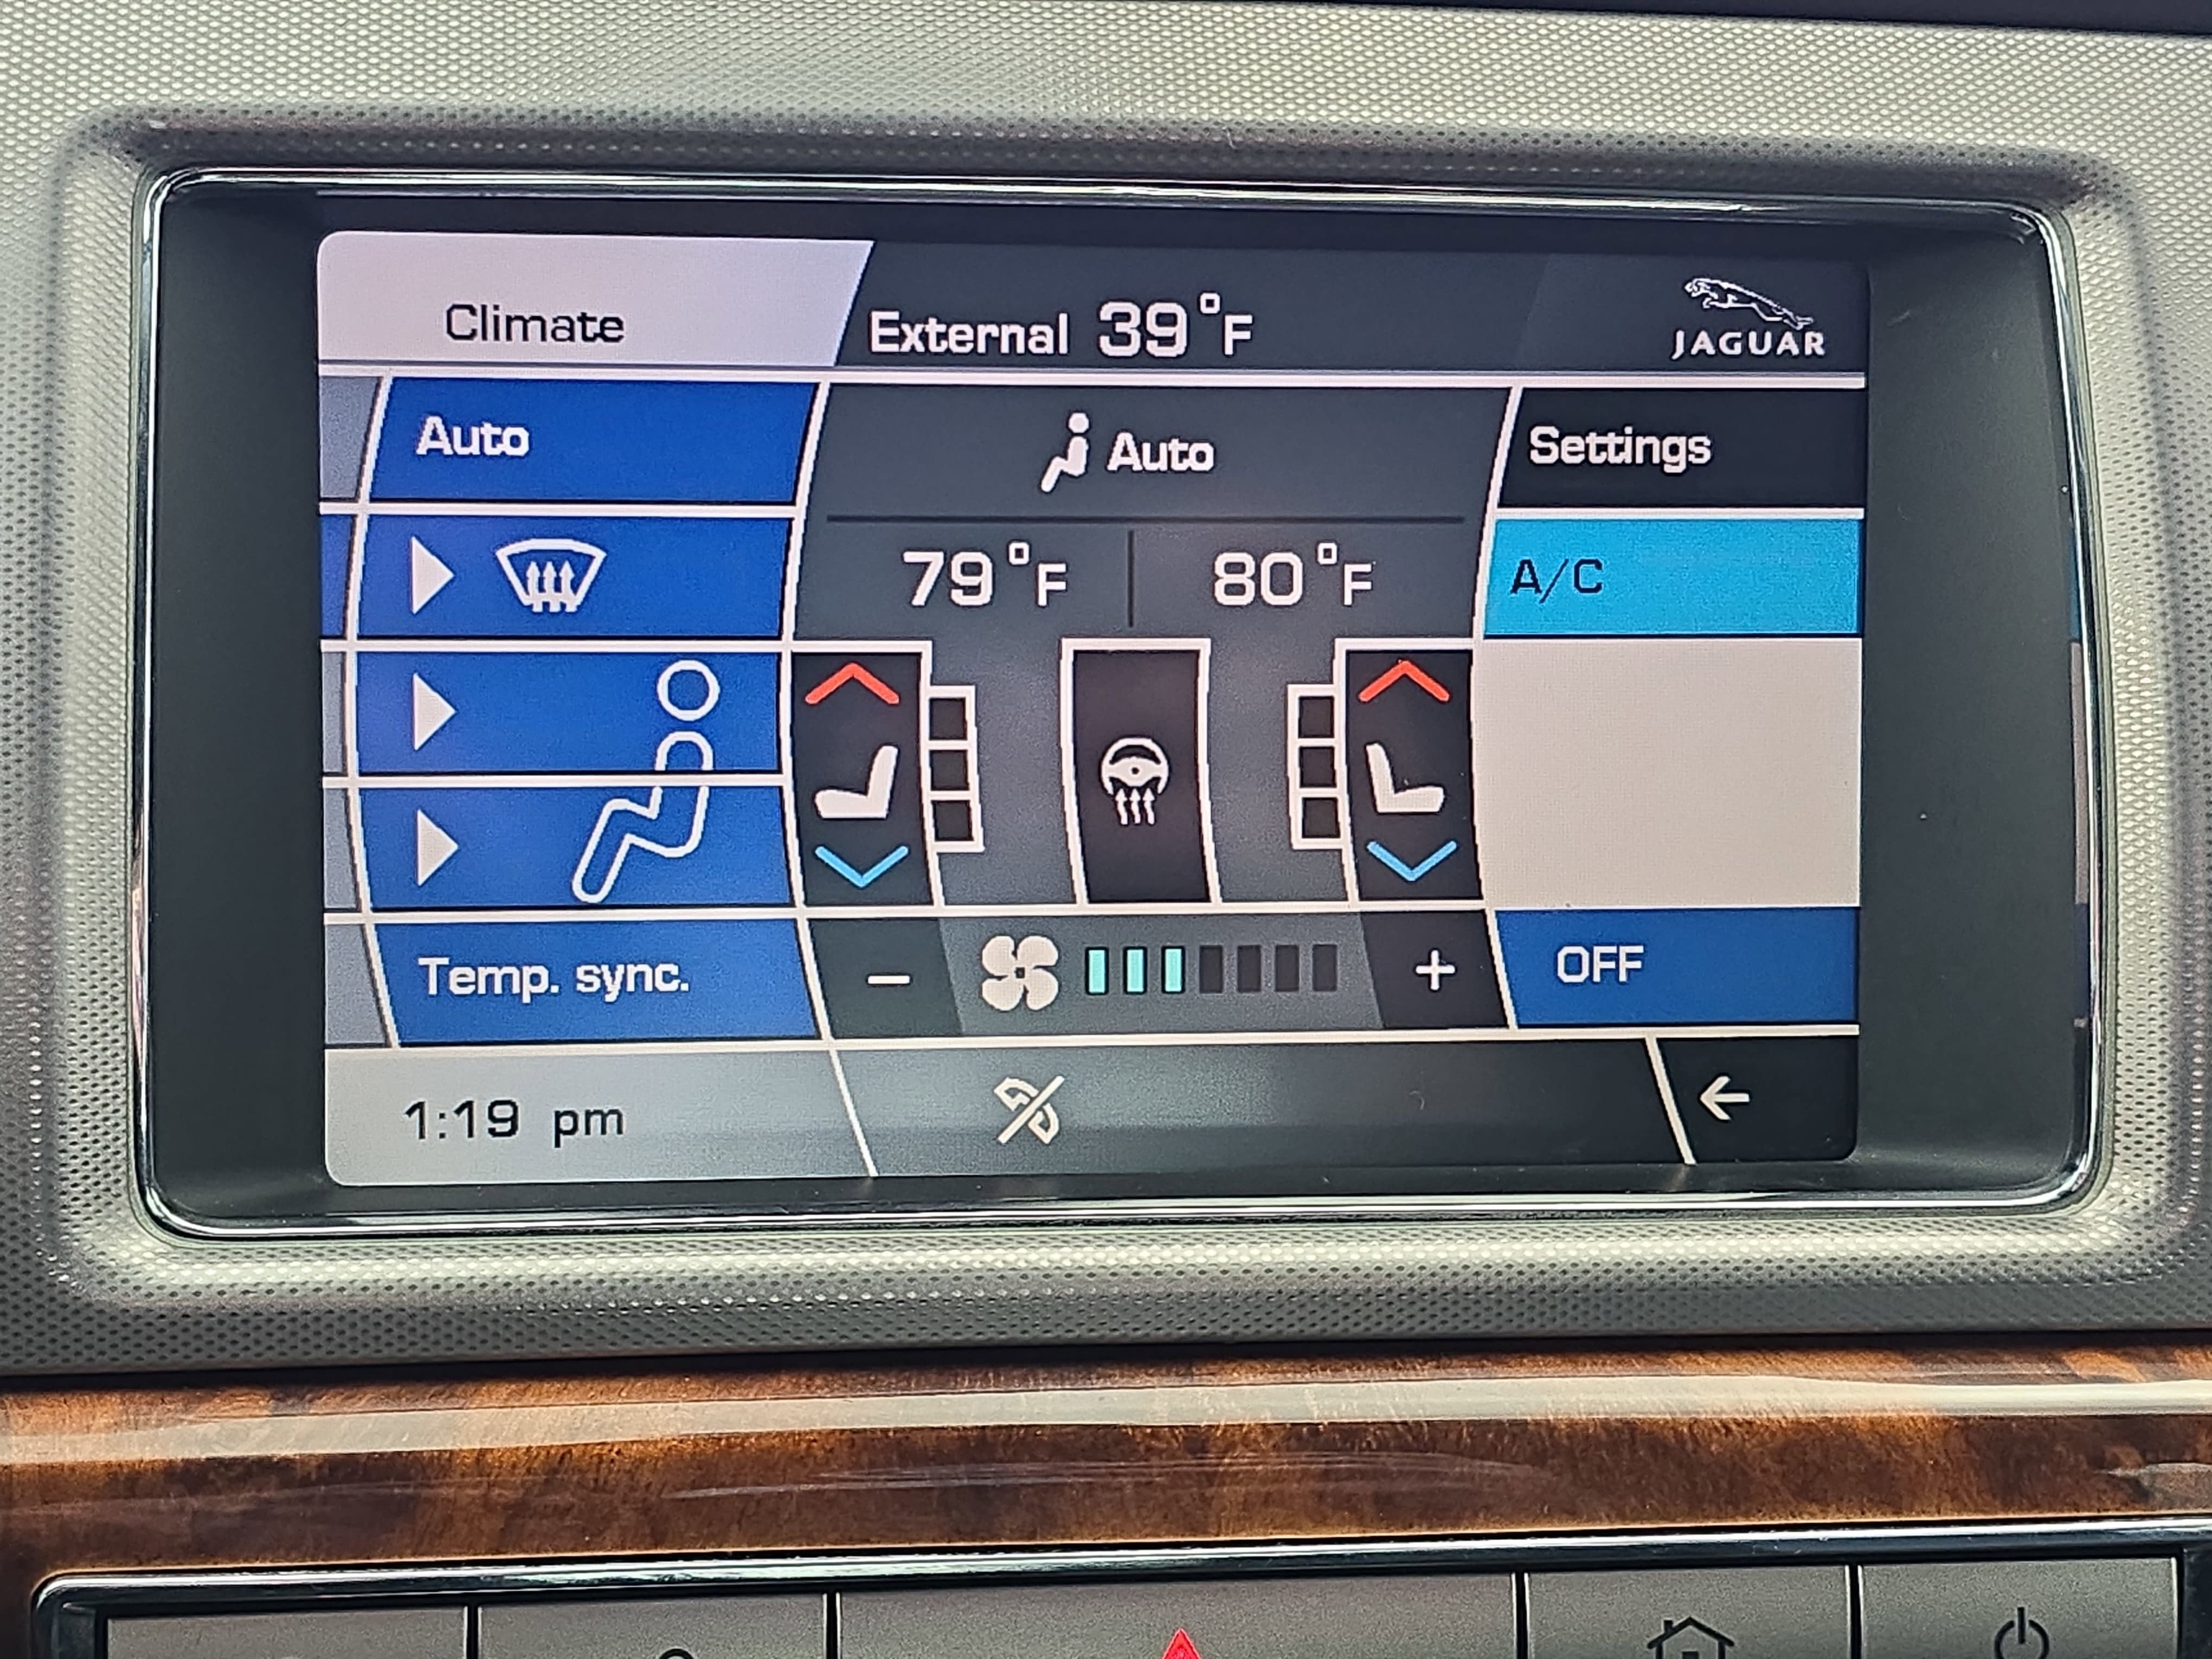 Climate
External 39°F
JAGUAR
Auto
Auto
Settings
79°F
80°F
A/C
Temp. sync.
OFF
1:19 pm